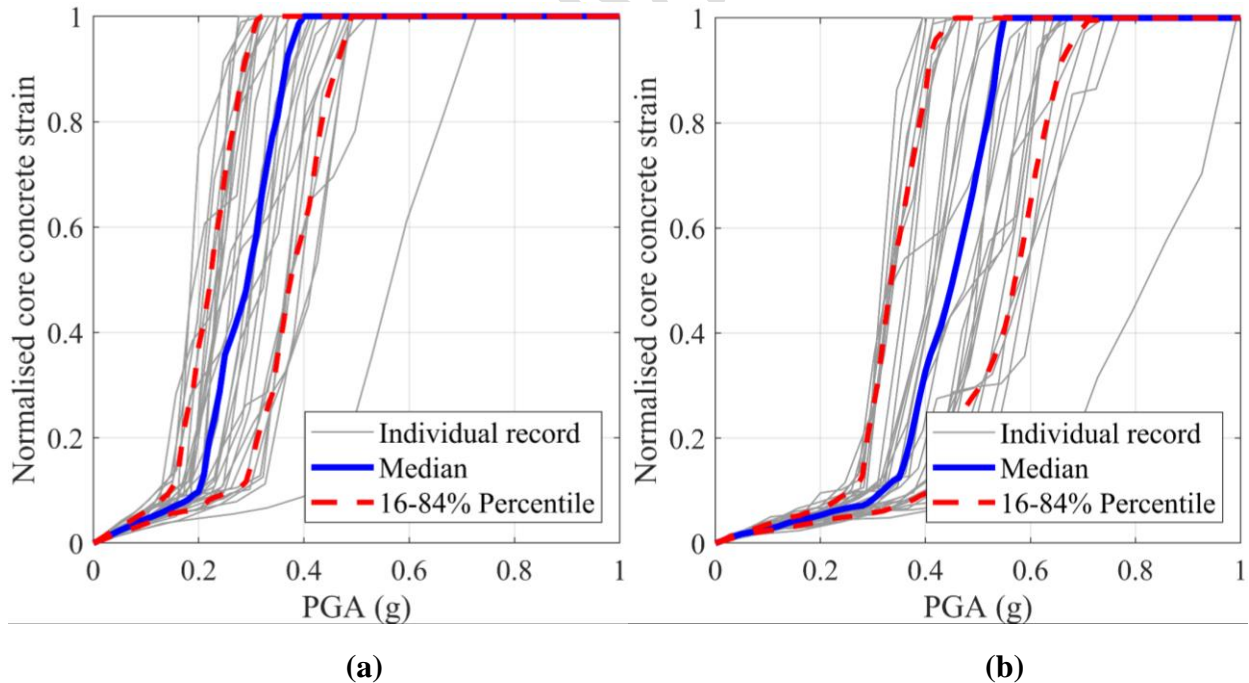 Normalised core concrete strain
1
0.8
0.6
0.4
0.2
0
0
0.2
0.4
0.6
0.8
1
PGA (g)
Individual record
Median
16-84% Percentile
(a)
Normalised core concrete strain
1
0.8
0.6
0.4
0.2
0
0
0.2
0.4
0.6
0.8
1
PGA (g)
Individual record
Median
16-84% Percentile
(b)